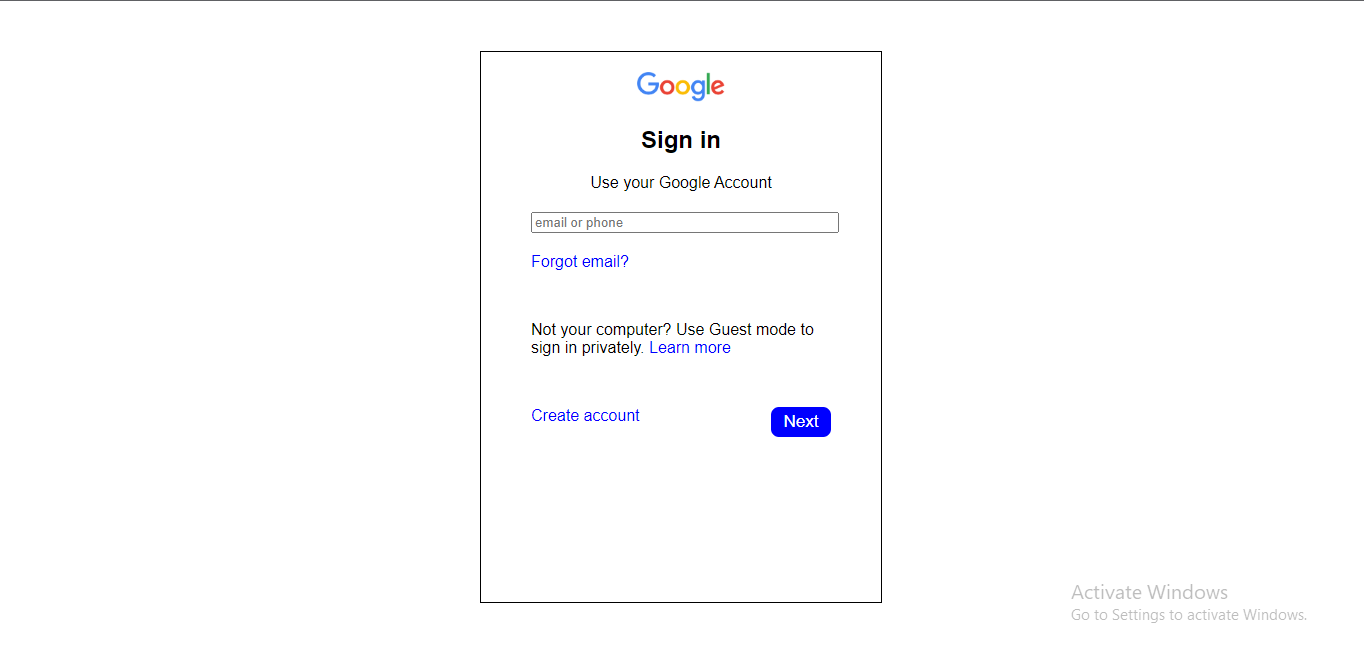 Google
Sign in
Use your Google Account
email or phone
Forgot email?
Not your computer? Use Guest mode to
sign in privately. Learn more
Create account
Next
Activate Windows
Go to Settings to activate Windows.